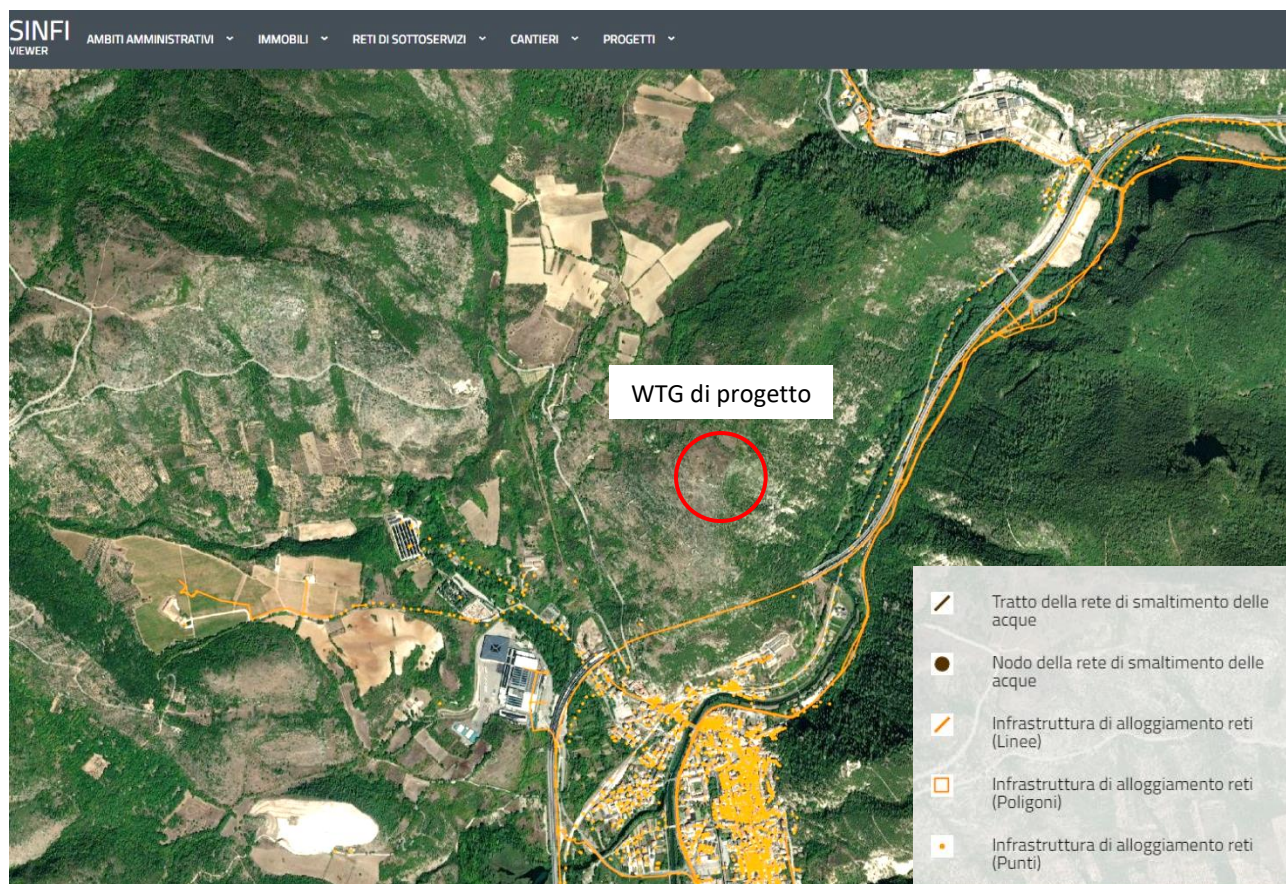 SINFI
VIEWER
AMBITI AMMINISTRATIVI
IMMOBILI
RETI DI SOTTOSERVIZI
CANTIERI
PROGETTI
WTG di progetto
Tratto della rete di smaltimento delle
acque
Nodo della rete di smaltimento delle
acque
Infrastruttura di alloggiamento reti
(Linee)
Infrastruttura di alloggiamento reti
(Poligoni)
Infrastruttura di alloggiamento reti
(Punti)